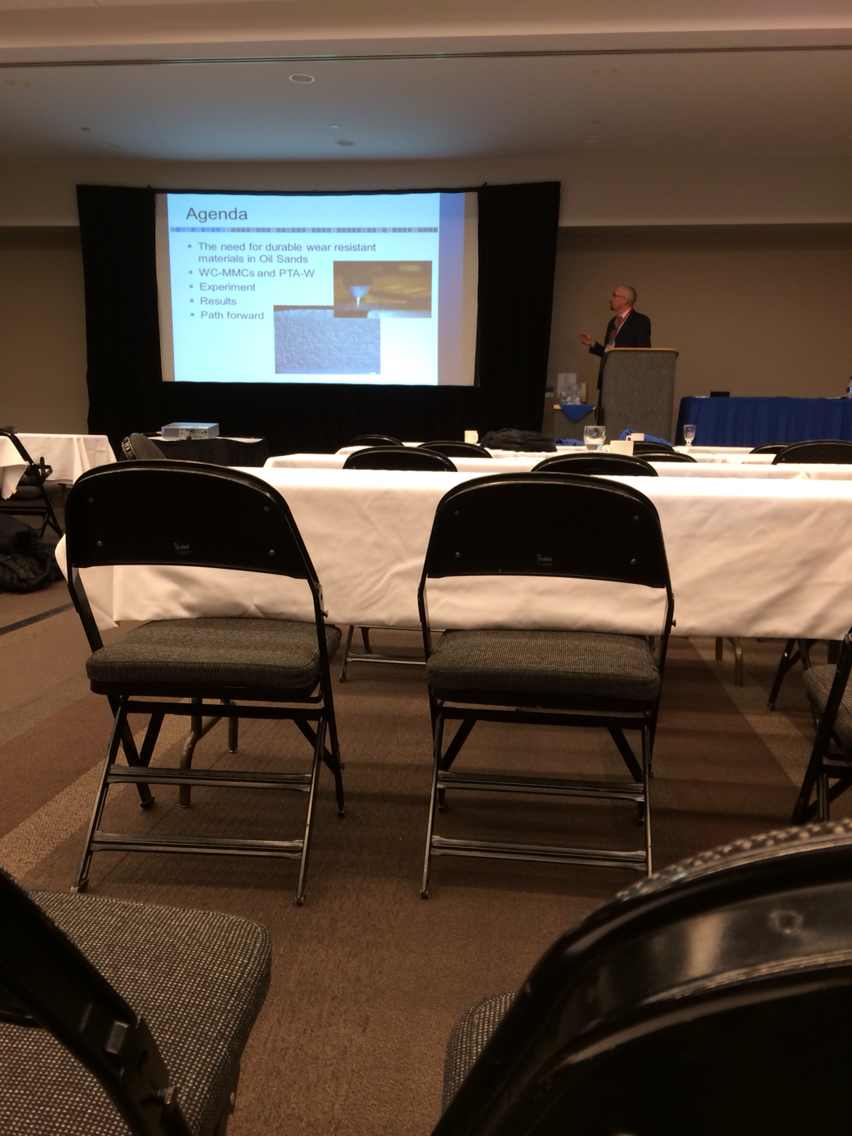 Agenda
• The need for durable wear resistant
materials in Oil Sands
• WC-MMCs and PTA-W
• Experiment
• Results
• Path forward